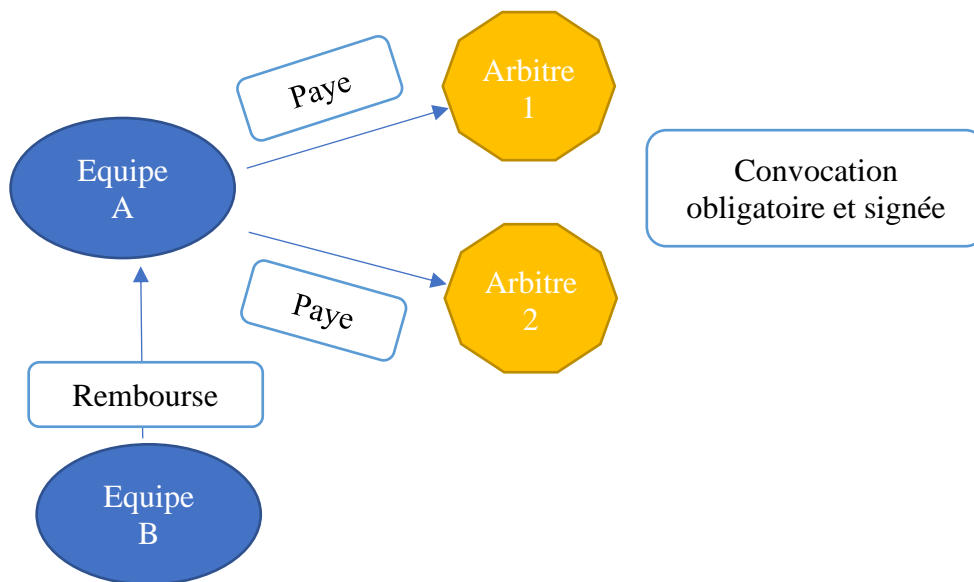 Paye
Arbitre
1
Equipe
A
Convocation
obligatoire et signée
Paye
Arbitre
2
Rembourse
Equipe
B